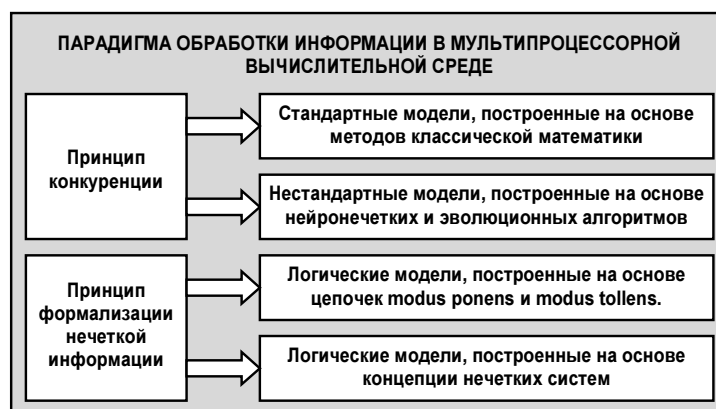 ПАРАДИГМА ОБРАБОТКИ ИНФОРМАЦИИ В МУЛЬТИПРОЦЕССОРНОЙ
ВЫЧИСЛИТЕЛЬНОЙ СРЕДЕ
Принцип
конкуренции
Стандартные модели, построенные на основе
методов классической математики
Нестандартные модели, построенные на основе
нейронечетких и эволюционных алгоритмов
Принцип
формализации
нечеткой
информации
Логические модели, построенные на основе
цепочек modus ponens и modus tollens.
Логические модели, построенные на основе
концепции нечетких систем